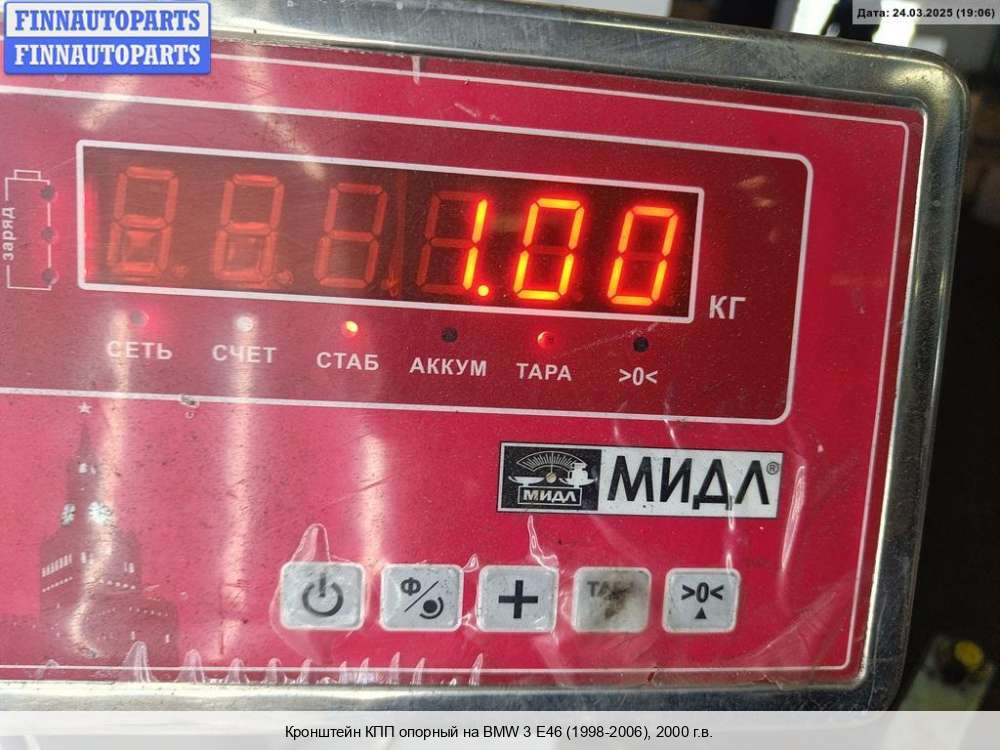 FINNAUTOPARTS
FINNAUTOPARTS
Дата: 24.03.2025 (19:06)
заряд
1.00
КГ
СЕТЬ СЧЕТ СТАБ АККУМ ТАРА >0<
МИДЛ МИДЛ®
Ф
+
>0<
Кронштейн КПП опорный на BMW 3 E46 (1998-2006), 2000 г.в.